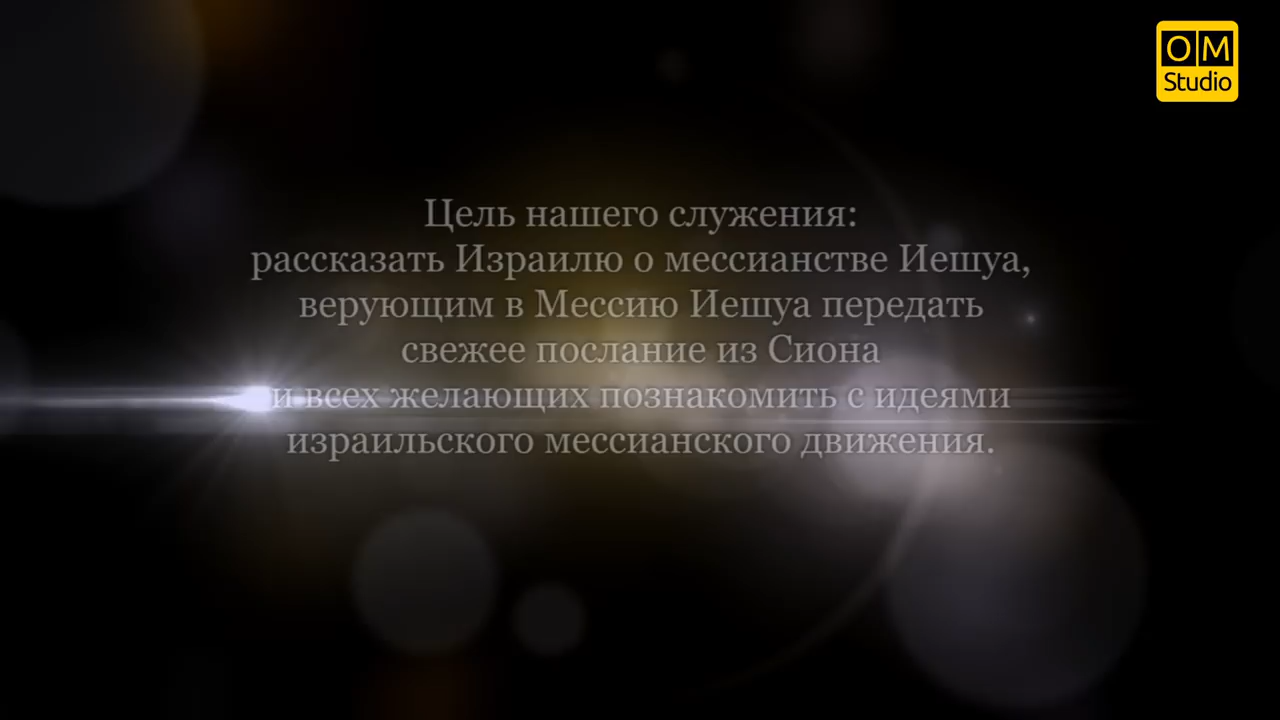 OM
Studio
Цель нашего служения:
рассказать Израилю о мессианстве Иешуа,
верующим в Мессию Иешуа передать
свежее послание из Сиона
и всех желающих познакомить с идеями
израильского мессианского движения.